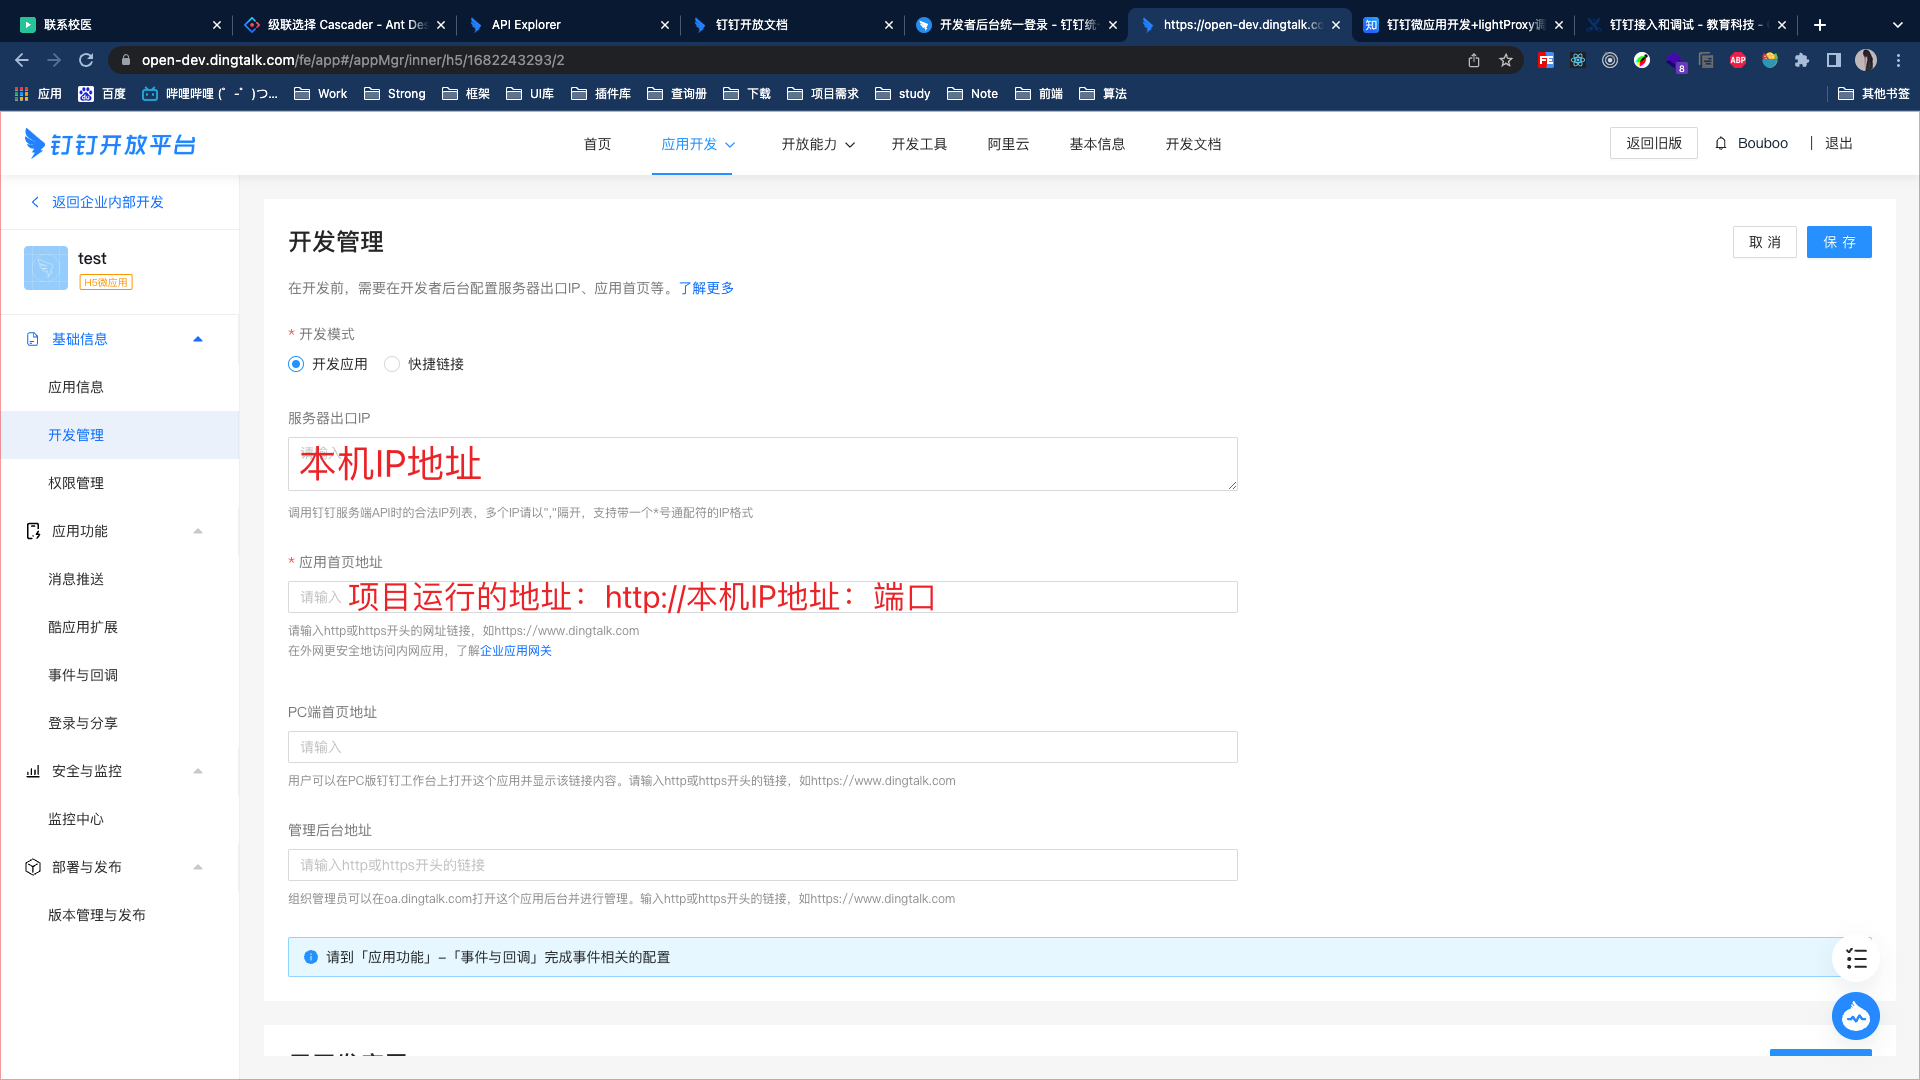 联系校医
级联选择 Cascader - Ant Des
API Explorer
钉钉开放文档
开发者后台统一登录 - 钉钉统一
https://open-dev.dingtalk.co
钉钉微应用开发+lightProxy调
钉钉接入和调试 - 教育科技 -
open-dev.dingtalk.com/fe/app#/appMgr/inner/h5/1682243293/2
应用
百度
哔哩哔哩 (゜-゜)つ...
Work
Strong
框架
UI库
插件库
查询册
下载
项目需求
study
Note
前端
算法
其他书签
钉钉开放平台
首页
应用开发
开放能力
开发工具
阿里云
基本信息
开发文档
返回旧版
Bouboo
退出
返回企业内部开发
test
H5微应用
基础信息
应用信息
开发管理
权限管理
应用功能
消息推送
酷应用扩展
事件与回调
登录与分享
安全与监控
监控中心
部署与发布
版本管理与发布
开发管理
取 消
保 存
在开发前，需要在开发者后台配置服务器出口IP、应用首页等。了解更多
* 开发模式
开发应用
快捷链接
服务器出口IP
请输入
本机IP地址
调用钉钉服务端API时的合法IP列表，多个IP请以","隔开，支持带一个*号通配符的IP格式
* 应用首页地址
请输入
项目运行的地址：http://本机IP地址：端口
请输入http或https开头的网址链接，如https://www.dingtalk.com
在外网更安全地访问内网应用，了解企业应用网关
PC端首页地址
请输入
用户可以在PC版钉钉工作台上打开这个应用并显示该链接内容。请输入http或https开头的链接，如https://www.dingtalk.com
管理后台地址
请输入http或https开头的链接
组织管理员可以在oa.dingtalk.com打开这个应用后台并进行管理。输入http或https开头的链接，如https://www.dingtalk.com
请到「应用功能」-「事件与回调」完成事件相关的配置